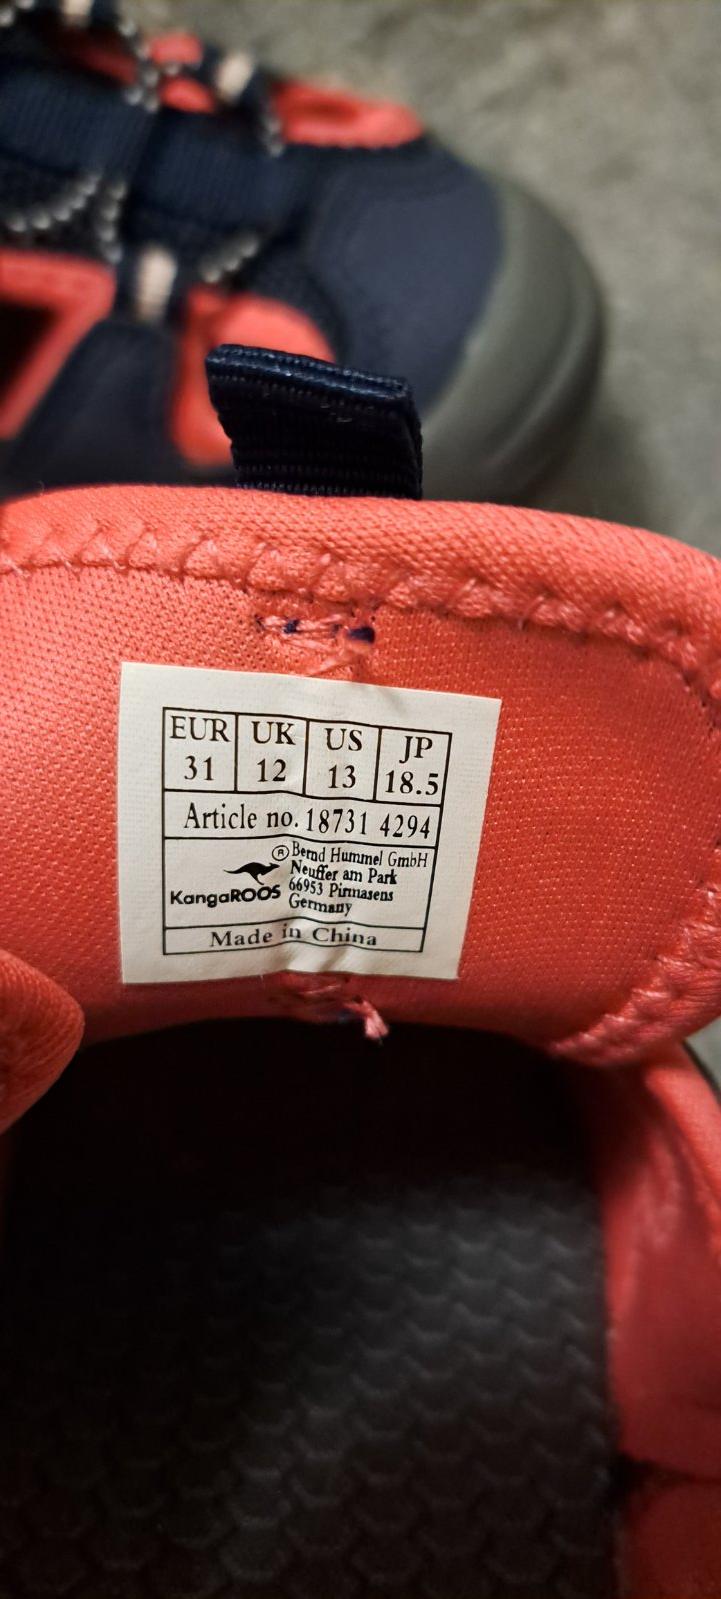 EUR UK US JP
31 12 13 18.5
Article no. 18731 4294
® Bernd Hummel GmbH
Neuffer am Park
66953 Pirmasens
KangaROOS
Germany
Made in China